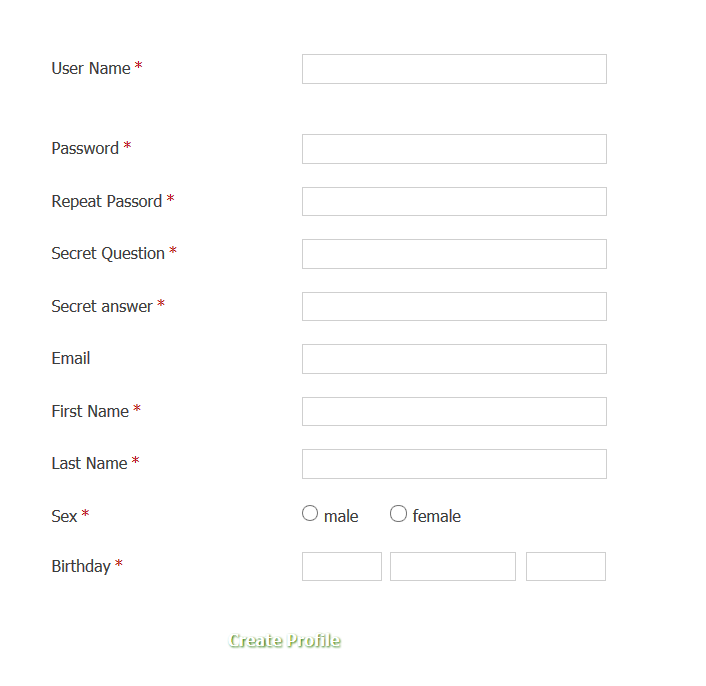 User Name *
Password *
Repeat Passord *
Secret Question *
Secret answer *
Email
First Name *
Last Name *
Sex * male female
Birthday *
Create Profile